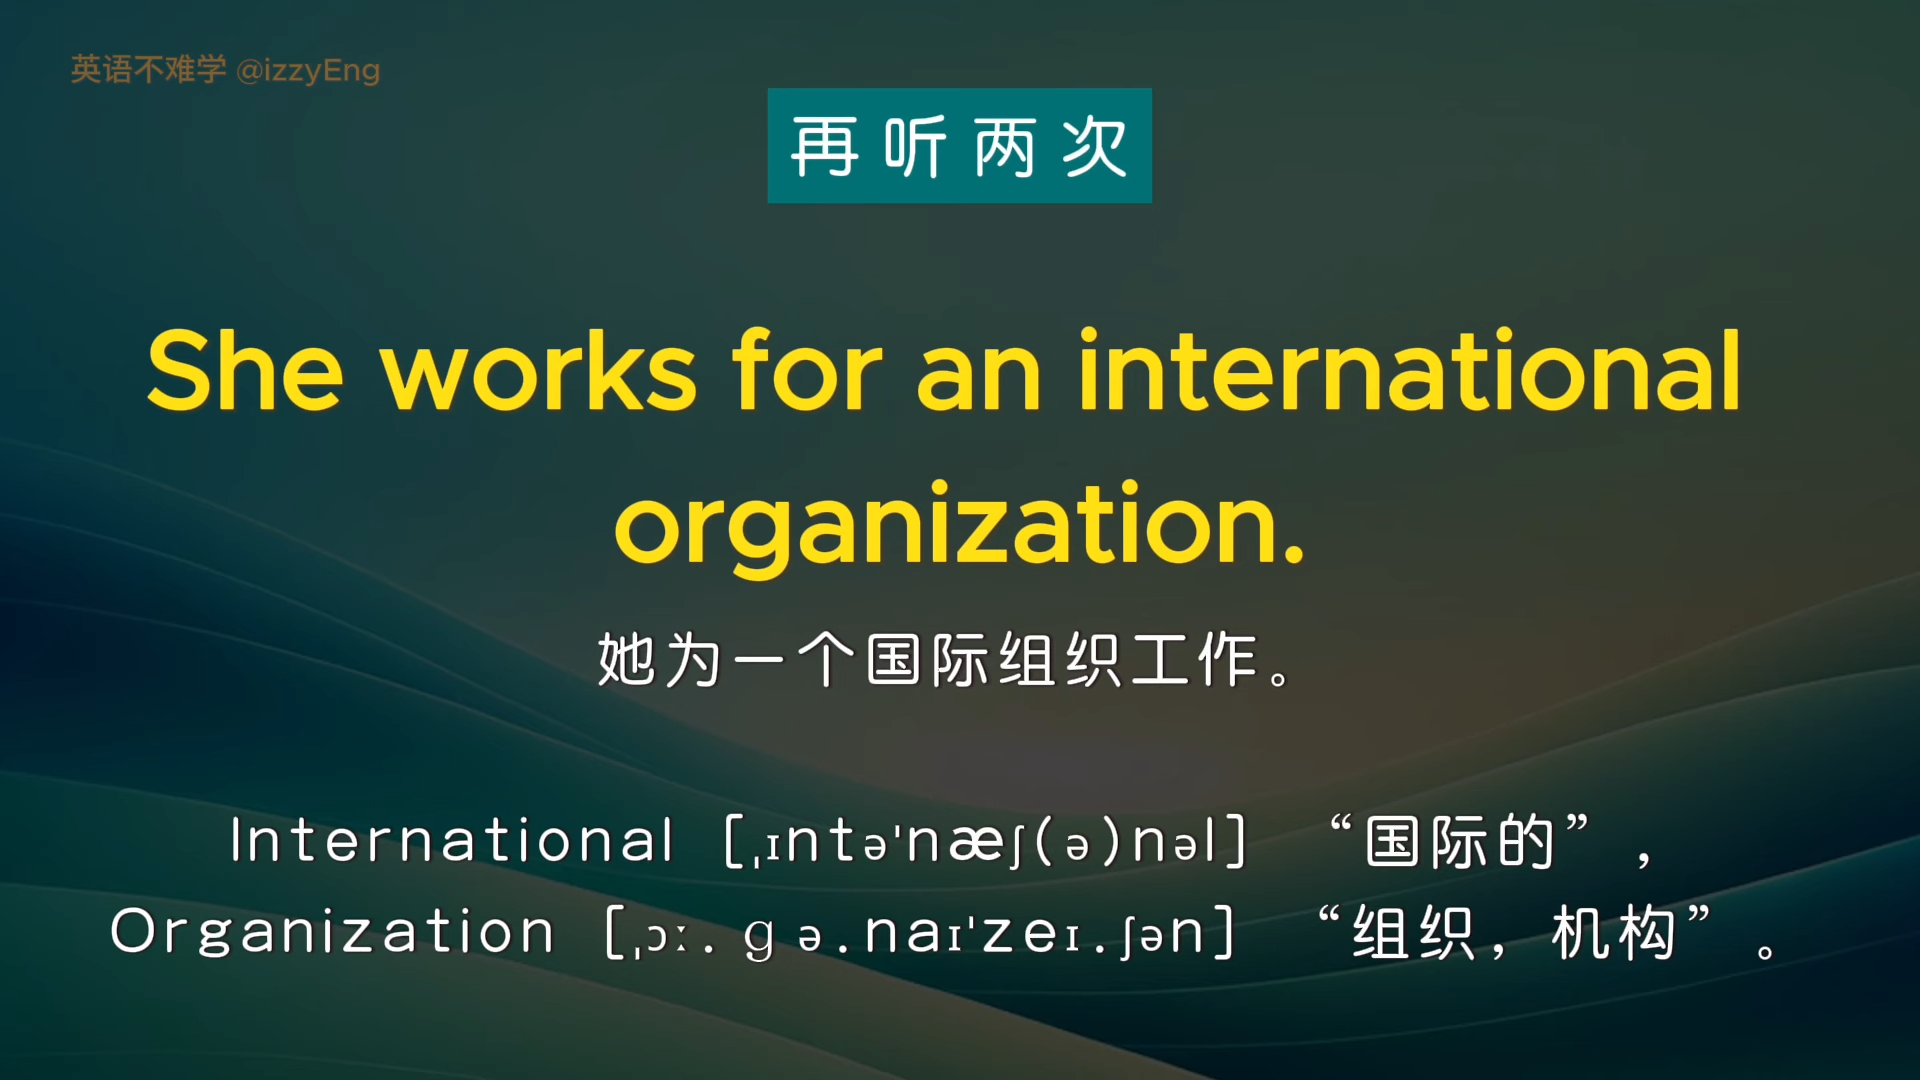 英语不难学 @izzyEng
再听两次
She works for an international
organization.
她为一个国际组织工作。
International [ˌɪntəˈnæʃ(ə)nəl] “国际的”，
Organization [ˌɔː.ɡə.naɪˈzeɪ.ʃən] “组织，机构”。